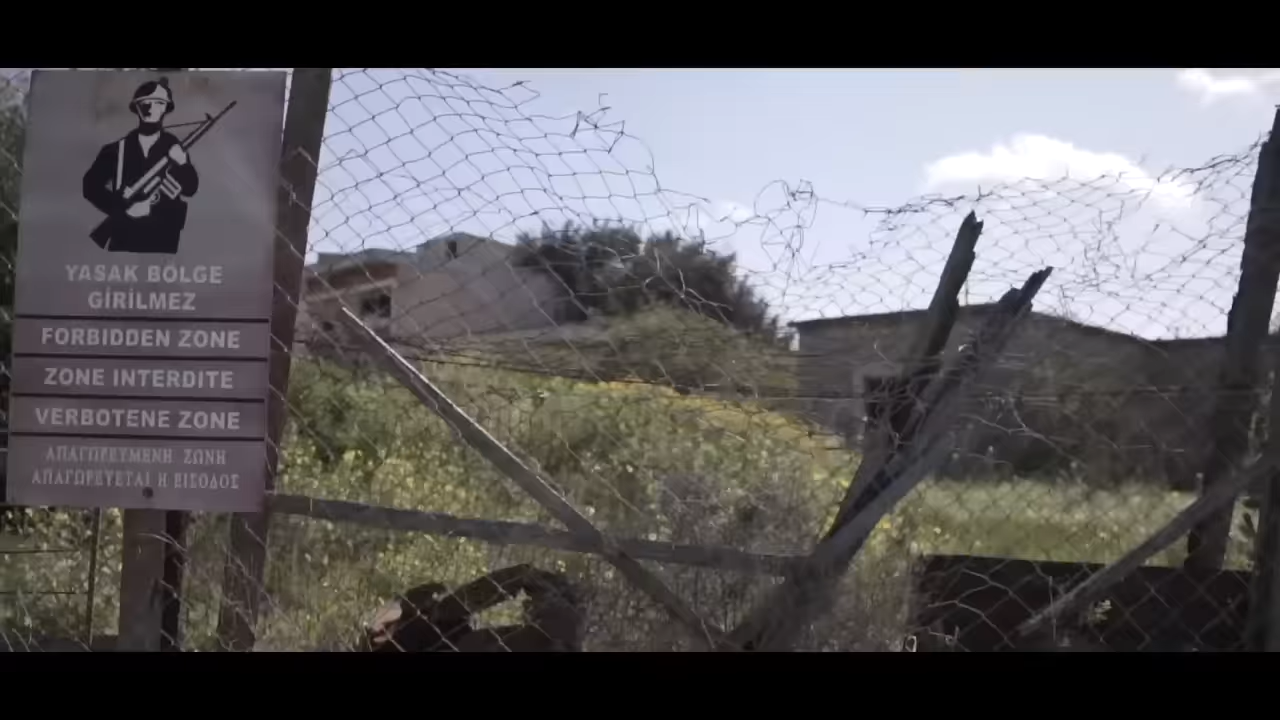 YASAK BÖLGE
GİRİLMEZ
FORBIDDEN ZONE
ZONE INTERDITE
VERBOTENE ZONE
ΑΠΑΓΟΡΕΥΜΕΝΗ ΖΩΝΗ
ΑΠΑΓΟΡΕΥΕΤΑΙ Η ΕΙΣΟΔΟΣ